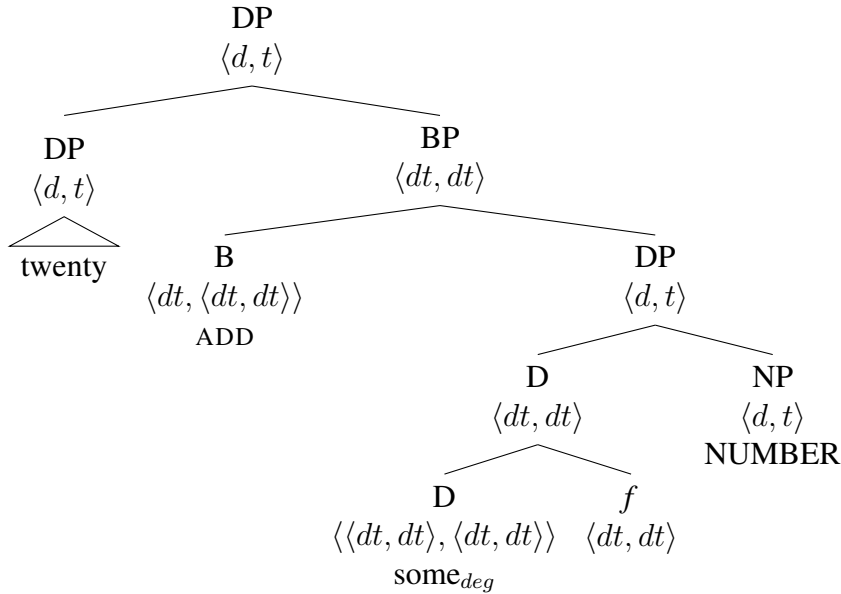 DP
⟨d, t⟩
DP
⟨d, t⟩
twenty
BP
⟨dt, dt⟩
B
⟨dt, ⟨dt, dt⟩⟩
ADD
DP
⟨d, t⟩
D
⟨dt, dt⟩
NP
⟨d, t⟩
NUMBER
D
⟨⟨dt, dt⟩, ⟨dt, dt⟩⟩
some_deg
f
⟨dt, dt⟩